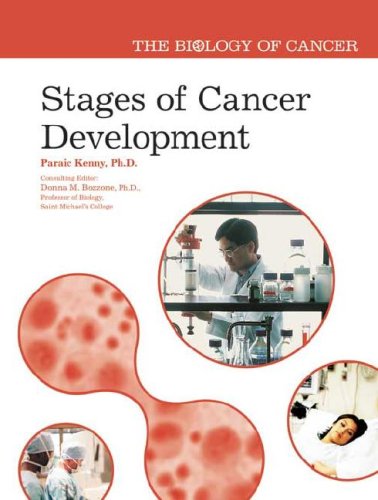 THE BIOLOGY OF CANCER
Stages of Cancer
Development
Paraic Kenny, Ph.D.
Consulting Editor:
Donna M. Bozzone, Ph.D.,
Professor of Biology,
Saint Michael's College